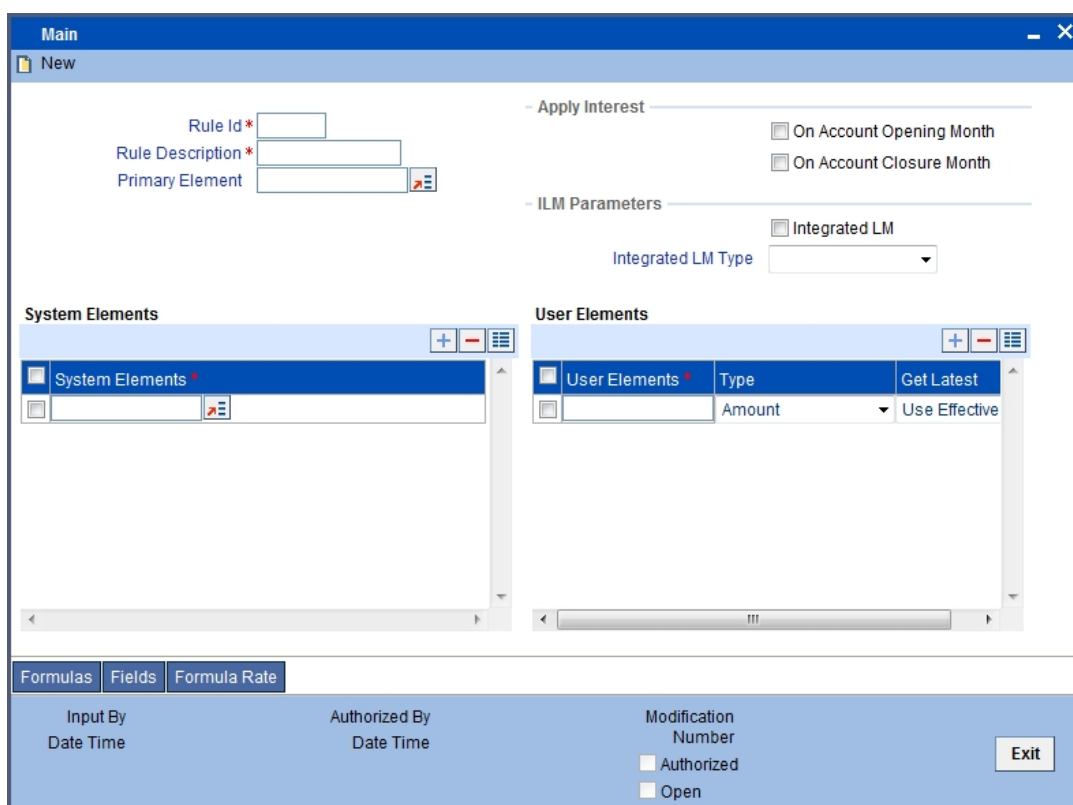 Main
New
Rule Id *
Rule Description *
Primary Element
Apply Interest
On Account Opening Month
On Account Closure Month
ILM Parameters
Integrated LM
Integrated LM Type
System Elements
System Elements *
User Elements
User Elements * Type Get Latest
Amount Use Effective
Formulas Fields Formula Rate
Input By Authorized By Modification
Date Time Date Time Number
Authorized
Open
Exit